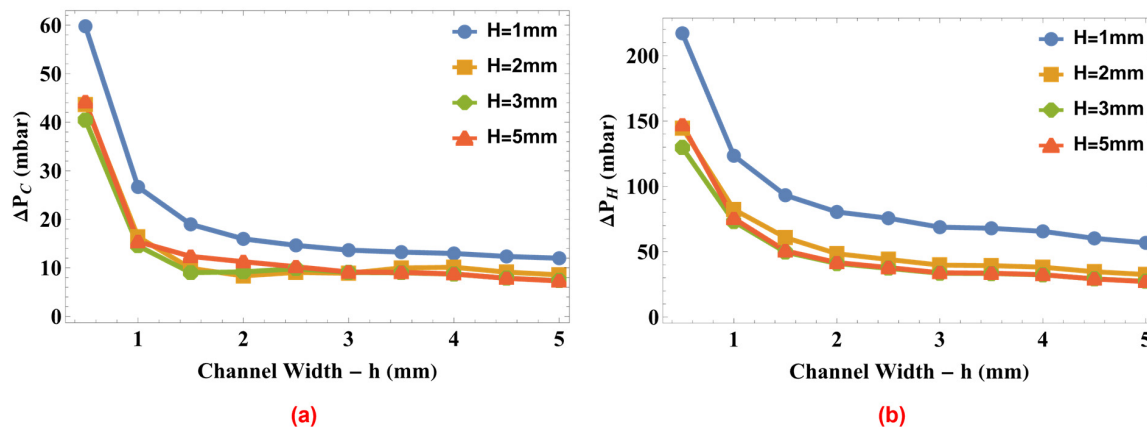 60
50
40
30
20
10
0
ΔP_C (mbar)
H=1mm
H=2mm
H=3mm
H=5mm
1 2 3 4 5
Channel Width – h (mm)
(a)
200
150
100
50
0
ΔP_H (mbar)
H=1mm
H=2mm
H=3mm
H=5mm
1 2 3 4 5
Channel Width – h (mm)
(b)